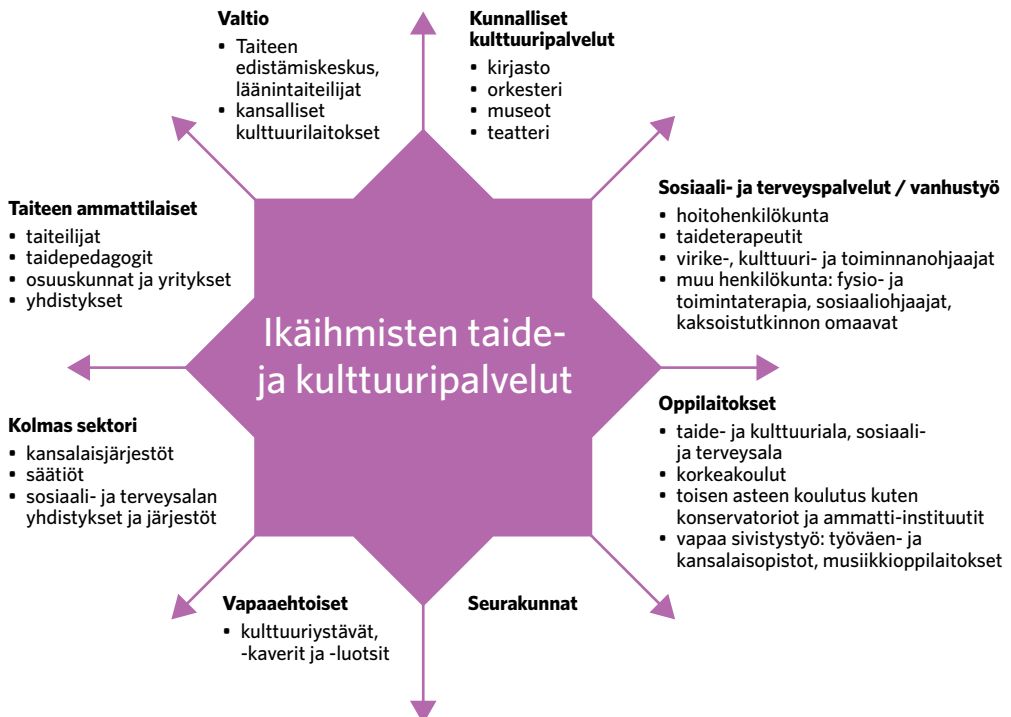 Valtio
• Taiteen
edistämiskeskus,
läänintaiteilijat
• kansalliset
kulttuurilaitokset
Kunnalliset
kulttuuripalvelut
• kirjasto
• orkesteri
• museot
• teatteri
Sosiaali- ja terveyspalvelut / vanhustyö
• hoitohenkilökunta
• taideterapeutit
• virike-, kulttuuri- ja toiminnanohjaajat
• muu henkilökunta: fysio- ja
toimintaterapia, sosiaaliohjaajat,
kaksoistutkinnon omaavat
Taiteen ammattilaiset
• taiteilijat
• taidepedagogit
• osuuskunnat ja yritykset
• yhdistykset
Ikäihmisten taide-
ja kulttuuripalvelut
Oppilaitokset
• taide- ja kulttuuriala, sosiaali-
ja terveysala
• korkeakoulut
• toisen asteen koulutus kuten
konservatoriot ja ammatti-instituutit
• vapaa sivistystyö: työväen- ja
kansalaisopistot, musiikkioppilaitokset
Kolmas sektori
• kansalaisjärjestöt
• säätiöt
• sosiaali- ja terveysalan
yhdistykset ja järjestöt
Vapaaehtoiset
• kulttuuriystävät,
-kaverit ja -luotsit
Seurakunnat